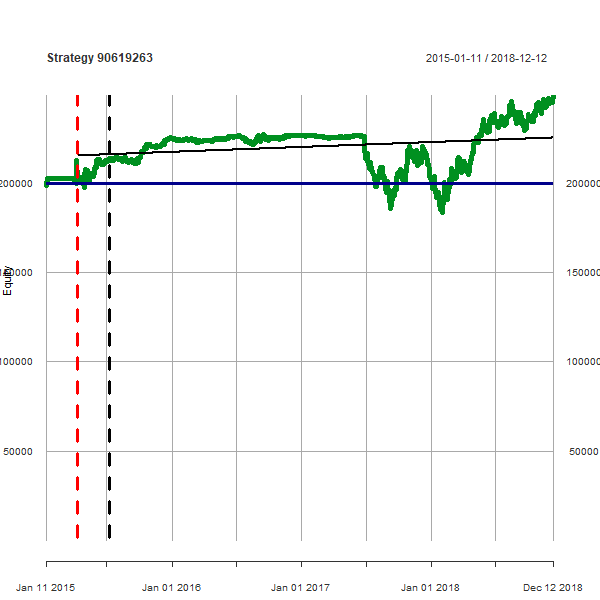 Strategy 90619263 2015-01-11 / 2018-12-12
200000 200000
150000
Equity
100000 100000
50000 50000
Jan 11 2015 Jan 01 2016 Jan 01 2017 Jan 01 2018 Dec 12 2018